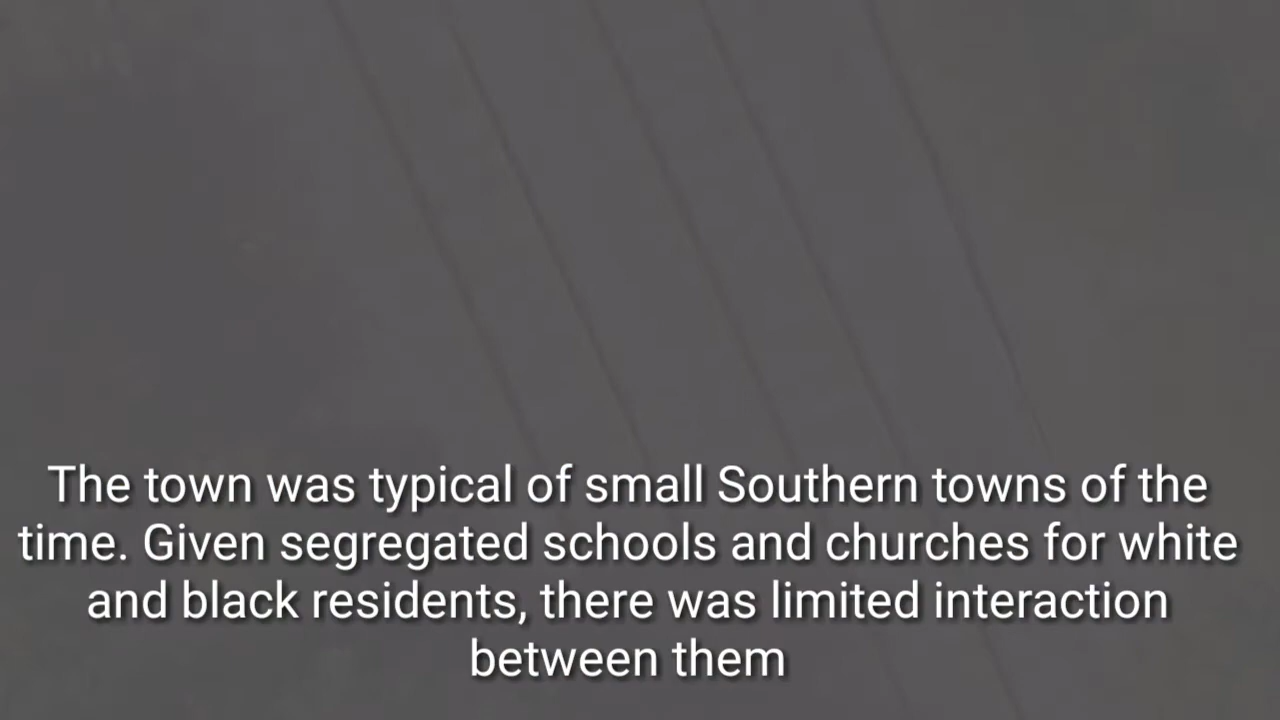 The town was typical of small Southern towns of the
time. Given segregated schools and churches for white
and black residents, there was limited interaction
between them